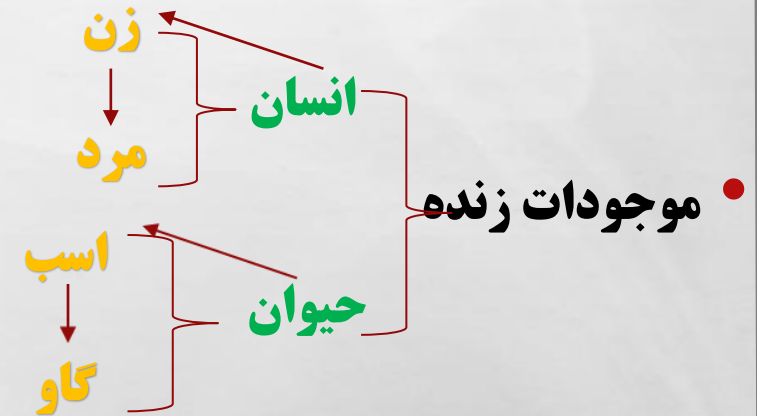 • موجودات زنده
انسان
زن
مرد
حیوان
اسب
گاو